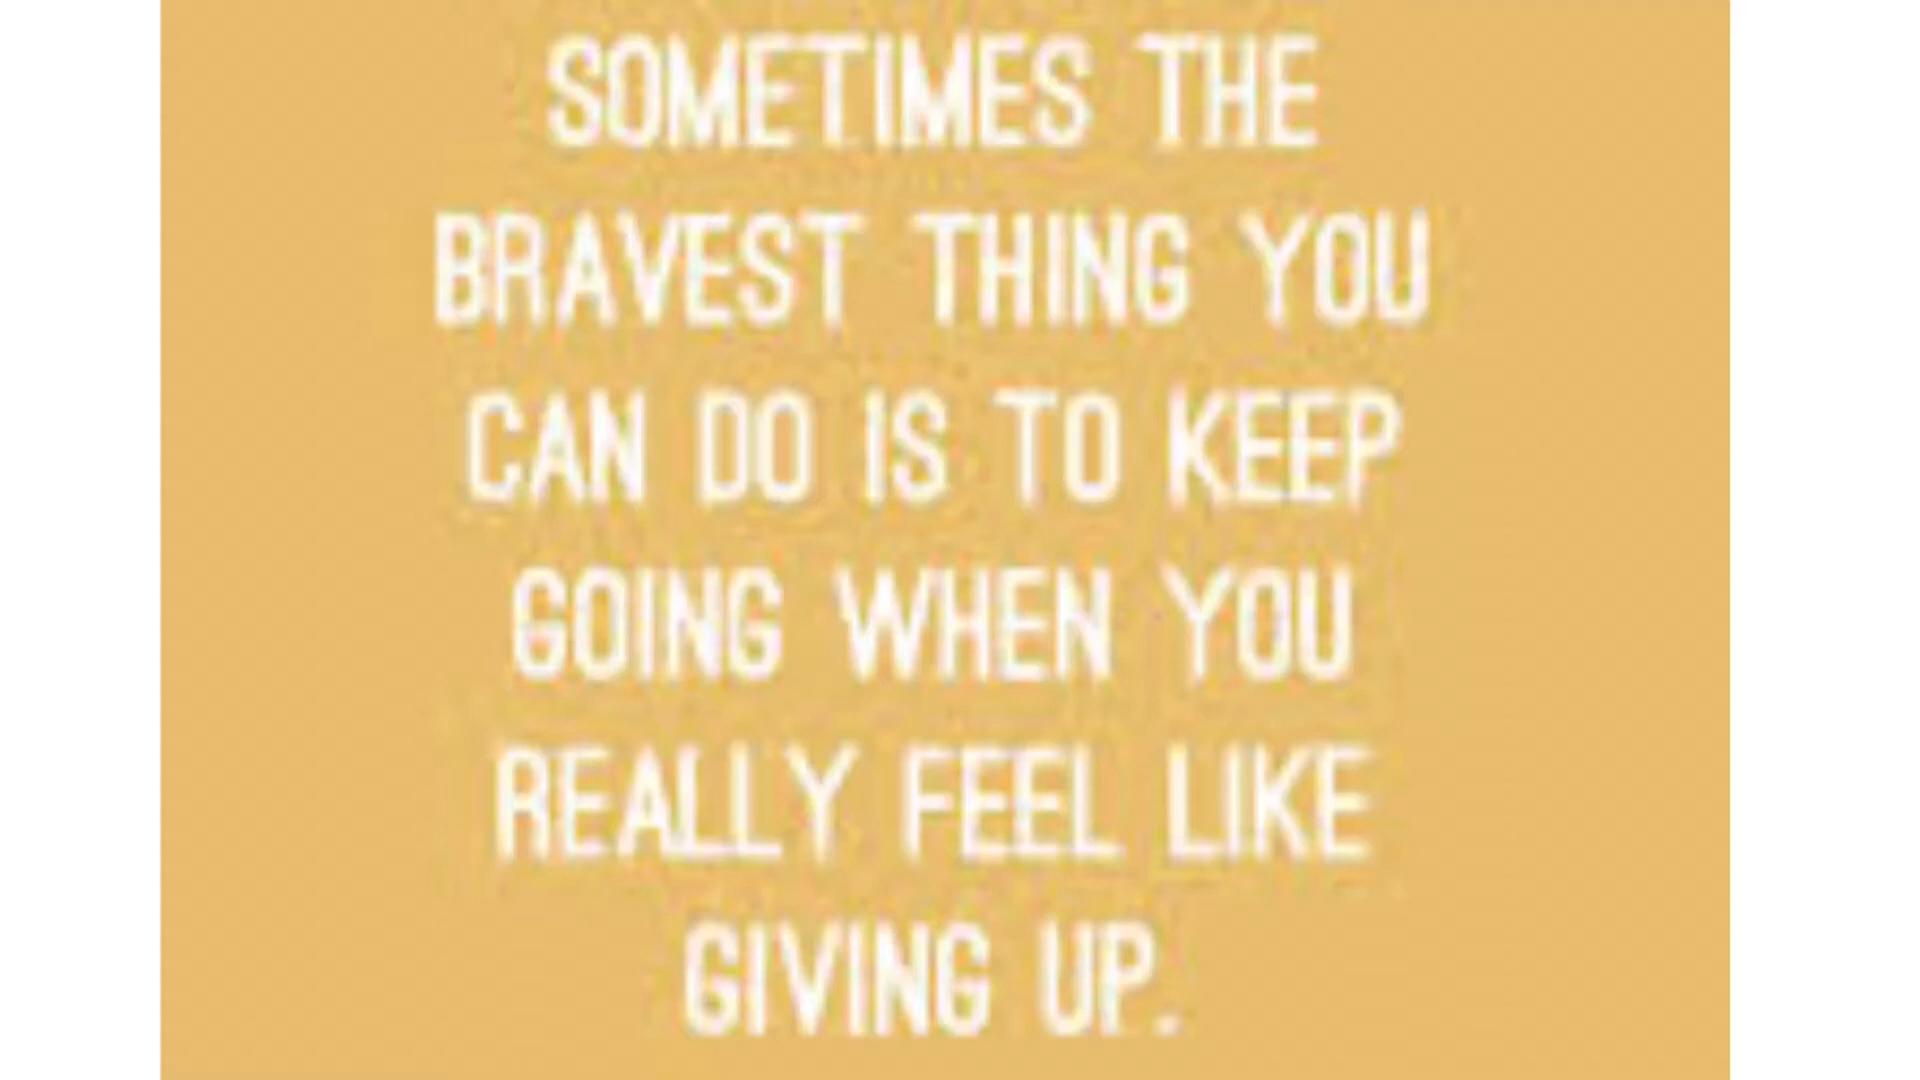 SOMETIMES THE
BRAVEST THING YOU
CAN DO IS TO KEEP
GOING WHEN YOU
REALLY FEEL LIKE
GIVING UP.